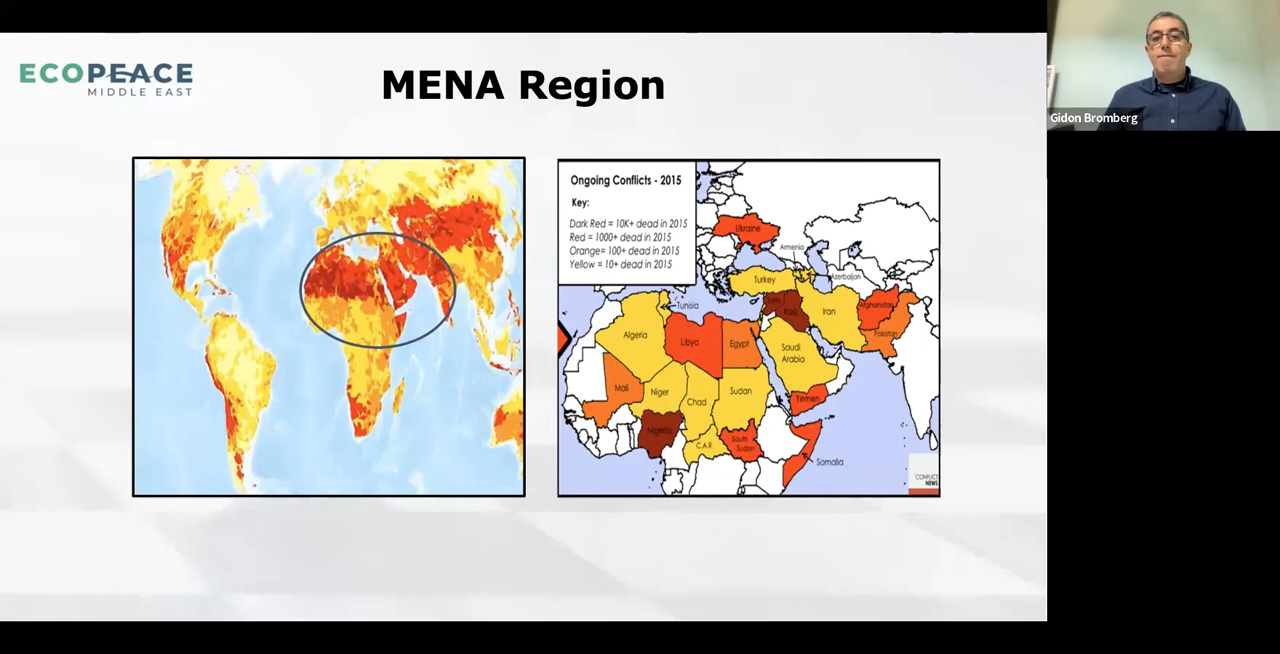 ECOPEACE
MIDDLE EAST
MENA Region
Gidon Bromberg
Ongoing Conflicts - 2015
Key:
Dark Red = 10K+ dead in 2015
Red = 1000+ dead in 2015
Orange= 100+ dead in 2015
Yellow = 10+ dead in 2015
Ukraine
Armenia
Azerbaijan
Turkey
Tunisia
Syria
Iraq
Iran
Afghanistan
Pakistan
Algeria
Libya
Egypt
Saudi
Arabia
Mali
Niger
Chad
Sudan
Yemen
Nigeria
C.A.R.
South
Sudan
Somalia
CONFLICT
NEWS